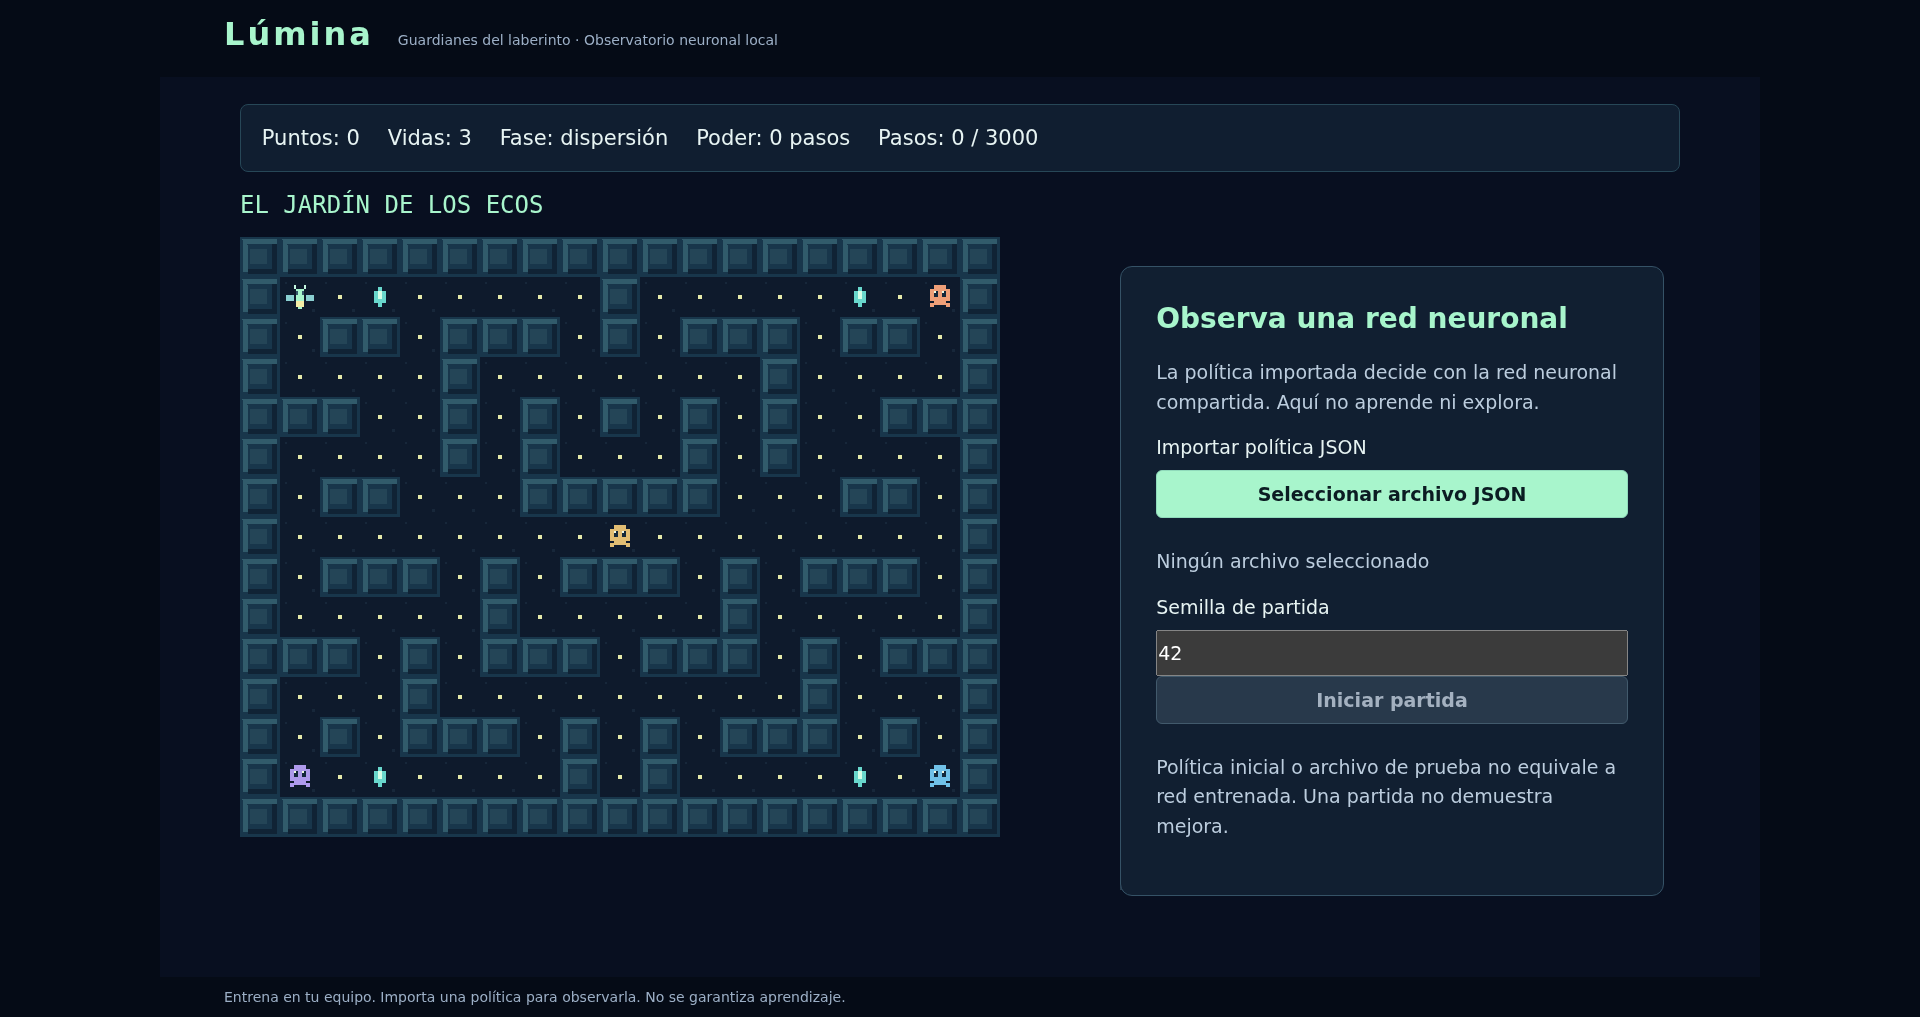 Lúmina
Guardianes del laberinto · Observatorio neuronal local
Puntos: 0 Vidas: 3 Fase: dispersión Poder: 0 pasos Pasos: 0 / 3000
EL JARDÍN DE LOS ECOS
Observa una red neuronal
La política importada decide con la red neuronal
compartida. Aquí no aprende ni explora.
Importar política JSON
Seleccionar archivo JSON
Ningún archivo seleccionado
Semilla de partida
42
Iniciar partida
Política inicial o archivo de prueba no equivale a
red entrenada. Una partida no demuestra
mejora.
Entrena en tu equipo. Importa una política para observarla. No se garantiza aprendizaje.